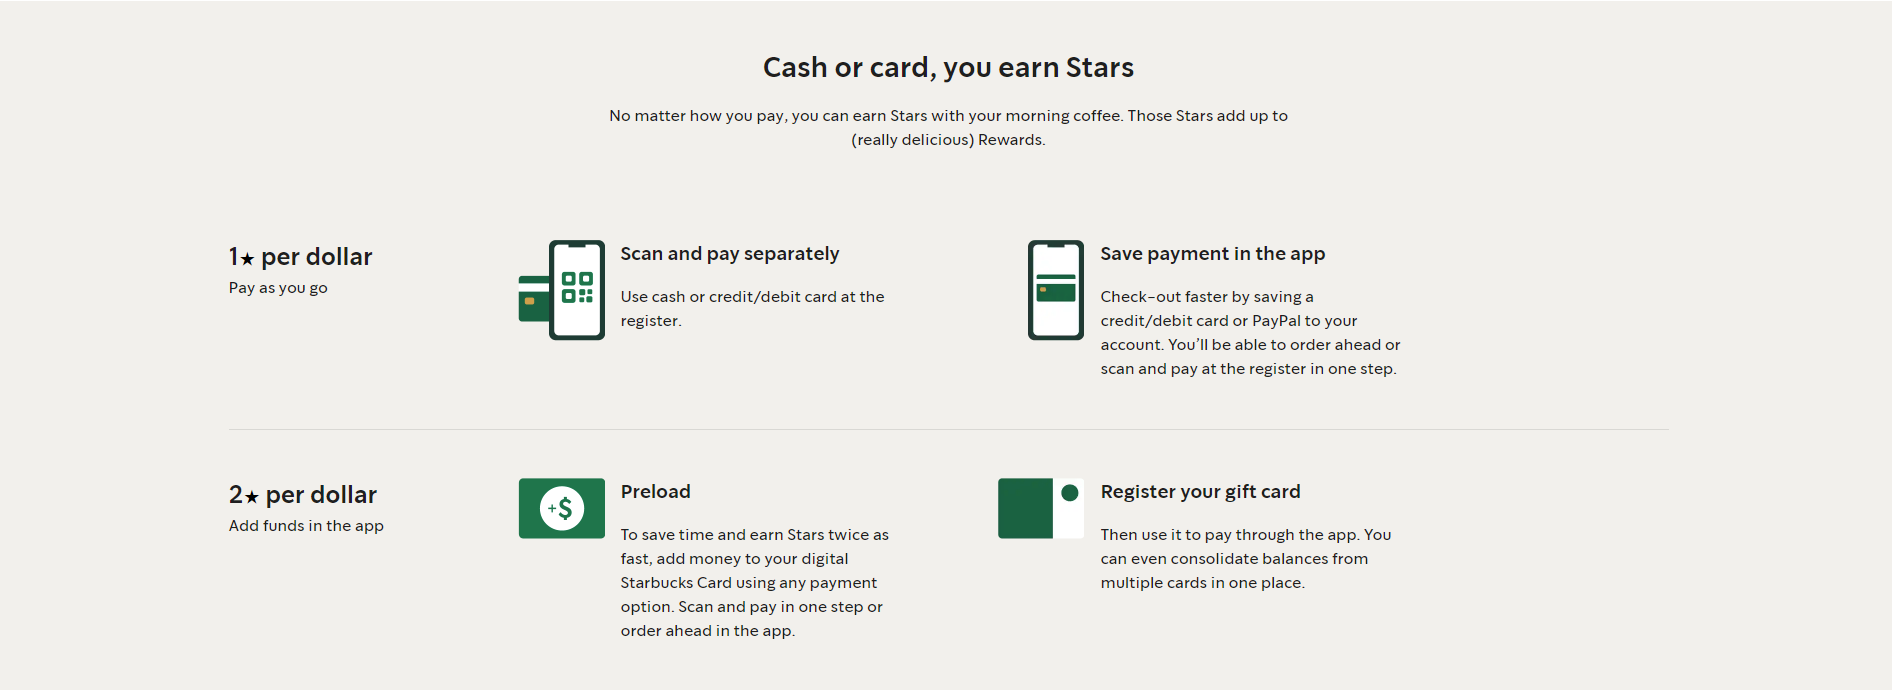 Cash or card, you earn Stars
No matter how you pay, you can earn Stars with your morning coffee. Those Stars add up to
(really delicious) Rewards.
1★ per dollar
Pay as you go
Scan and pay separately
Use cash or credit/debit card at the
register.
Save payment in the app
Check-out faster by saving a
credit/debit card or PayPal to your
account. You’ll be able to order ahead or
scan and pay at the register in one step.
2★ per dollar
Add funds in the app
+$
Preload
To save time and earn Stars twice as
fast, add money to your digital
Starbucks Card using any payment
option. Scan and pay in one step or
order ahead in the app.
Register your gift card
Then use it to pay through the app. You
can even consolidate balances from
multiple cards in one place.